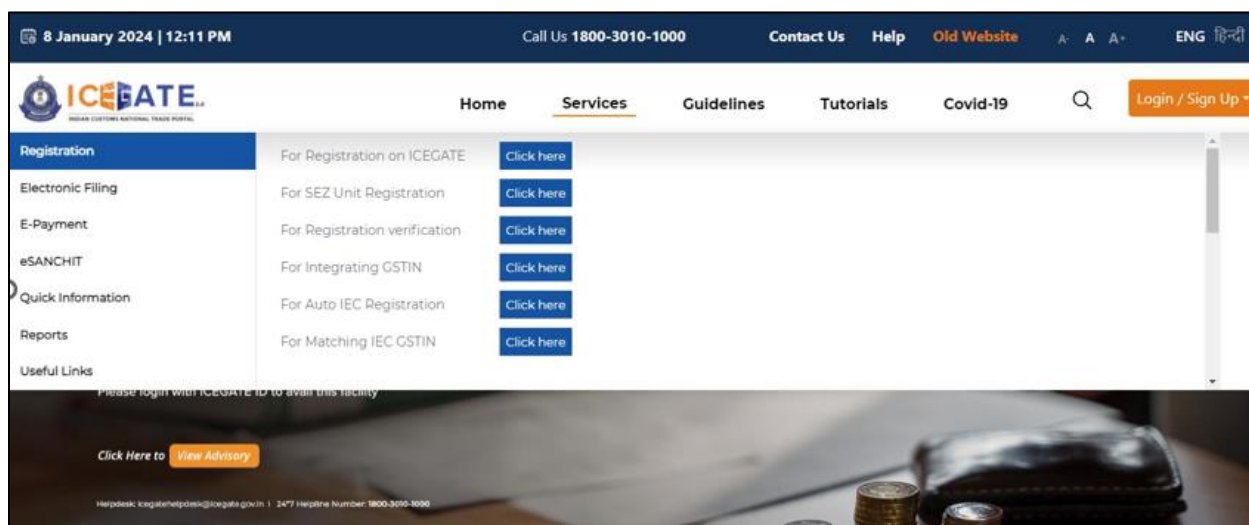 8 January 2024 | 12:11 PM Call Us 1800-3010-1000 Contact Us Help Old Website A- A A+ ENG हिन्दी
ICEGATE
INDIAN CUSTOMS NATIONAL TRADE PORTAL
Home Services Guidelines Tutorials Covid-19 Login / Sign Up
Registration
Electronic Filing
E-Payment
eSANCHIT
Quick Information
Reports
Useful Links
For Registration on ICEGATE Click here
For SEZ Unit Registration Click here
For Registration verification Click here
For Integrating GSTIN Click here
For Auto IEC Registration Click here
For Matching IEC GSTIN Click here
Please login with ICEGATE ID to avail this facility
Click Here to View Advisory
Helpdesk: icegatehelpdesk@icegate.gov.in | 24*7 Helpline Number: 1800-3010-1000